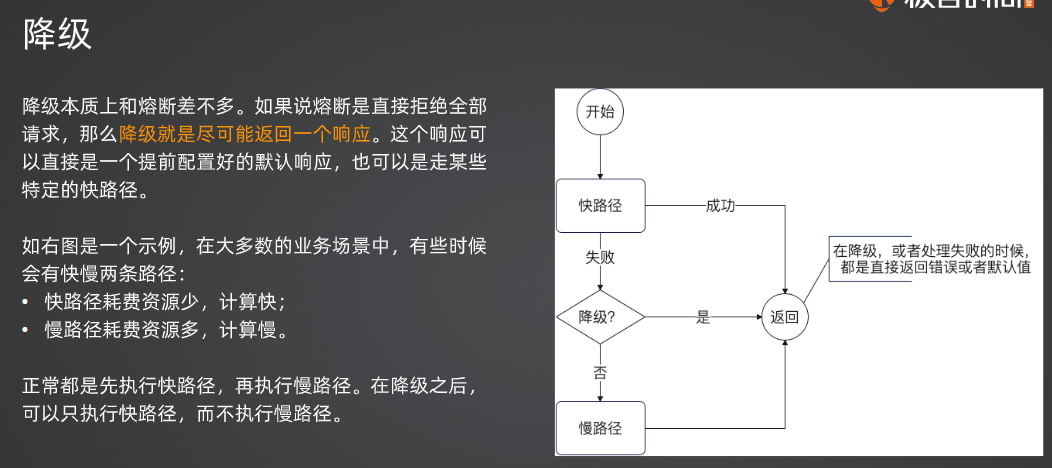 降级
降级本质上和熔断差不多。如果说熔断是直接拒绝全部
请求，那么降级就是尽可能返回一个响应。这个响应可
以直接是一个提前配置好的默认响应，也可以是走某些
特定的快路径。
如右图是一个示例，在大多数的业务场景中，有些时候
会有快慢两条路径：
• 快路径耗费资源少，计算快；
• 慢路径耗费资源多，计算慢。
正常都是先执行快路径，再执行慢路径。在降级之后，
可以只执行快路径，而不执行慢路径。
开始
快路径
成功
失败
在降级，或者处理失败的时候，
都是直接返回错误或者默认值
降级?
是
返回
否
慢路径